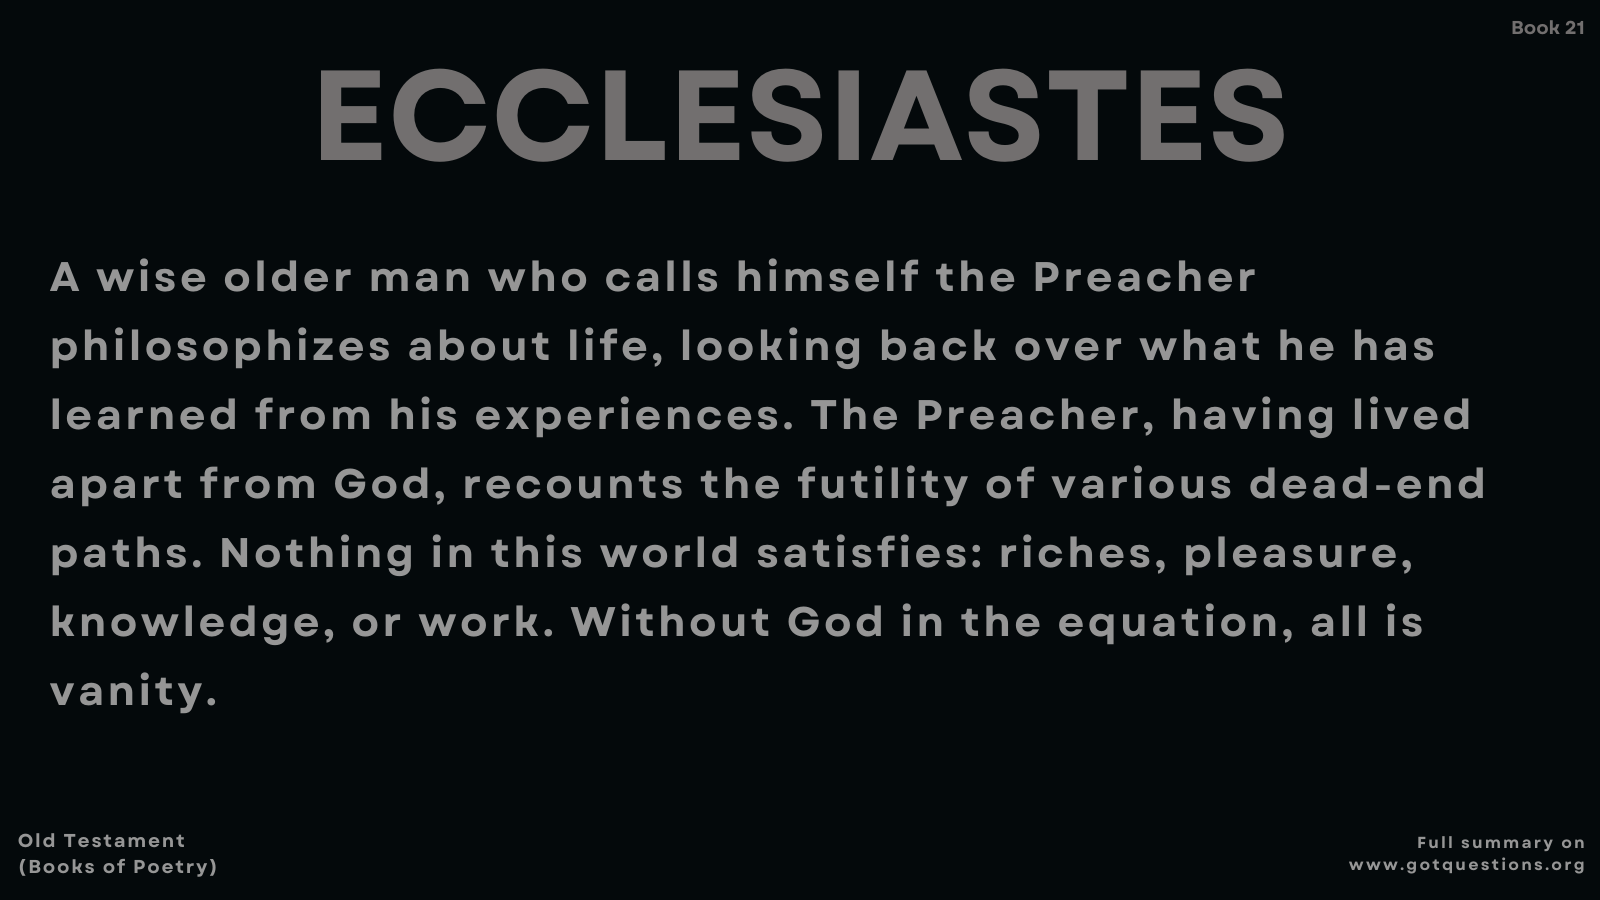 Book 21
ECCLESIASTES
A wise older man who calls himself the Preacher
philosophizes about life, looking back over what he has
learned from his experiences. The Preacher, having lived
apart from God, recounts the futility of various dead-end
paths. Nothing in this world satisfies: riches, pleasure,
knowledge, or work. Without God in the equation, all is
vanity.
Old Testament
(Books of Poetry)
Full summary on
www.gotquestions.org